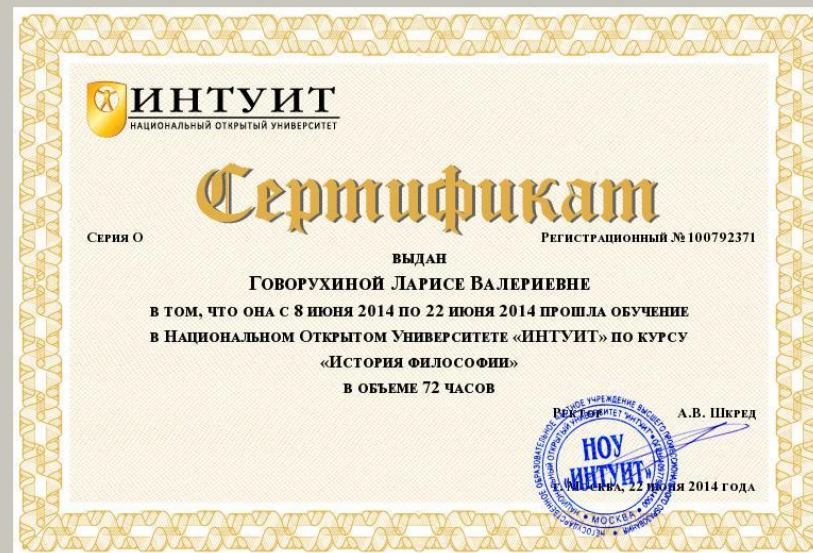 ИНТУИТ
НАЦИОНАЛЬНЫЙ ОТКРЫТЫЙ УНИВЕРСИТЕТ
Сертификат
Серия О Регистрационный № 100792371
ВЫДАН
Говорухиной Ларисе Валериевне
в том, что она с 8 июня 2014 по 22 июня 2014 прошла обучение
в Национальном Открытом Университете «ИНТУИТ» по курсу
«История философии»
в объеме 72 часов
Ректор А.В. Шкред
НОУ
"ИНТУИТ"
г. Москва, 22 июня 2014 года
МОСКВА